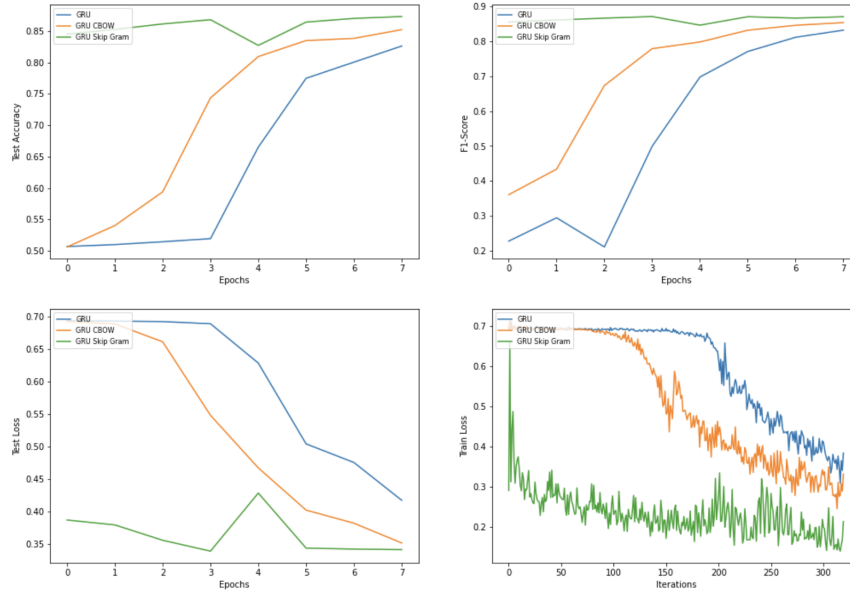 GRU
GRU CBOW
GRU Skip Gram
0.85
0.80
0.75
0.70
0.65
0.60
0.55
0.50
Test Accuracy
0 1 2 3 4 5 6 7
Epochs
GRU
GRU CBOW
GRU Skip Gram
0.9
0.8
0.7
0.6
0.5
0.4
0.3
0.2
F1-Score
0 1 2 3 4 5 6 7
Epochs
GRU
GRU CBOW
GRU Skip Gram
0.70
0.65
0.60
0.55
0.50
0.45
0.40
0.35
Test Loss
0 1 2 3 4 5 6 7
Epochs
GRU
GRU CBOW
GRU Skip Gram
0.7
0.6
0.5
0.4
0.3
0.2
Train Loss
0 50 100 150 200 250 300
Iterations